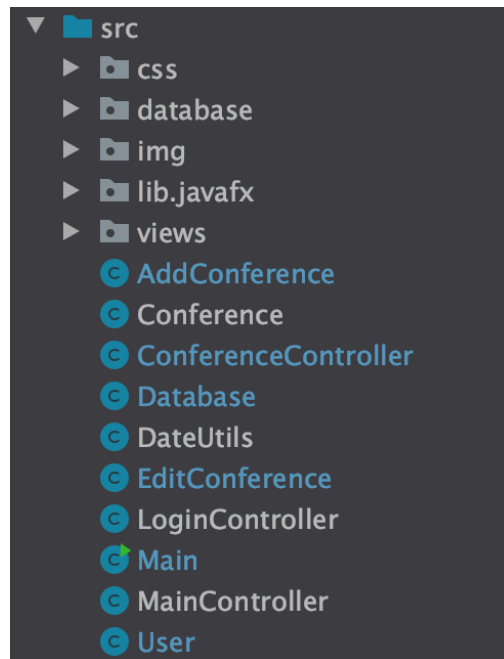 src
css
database
img
lib.javafx
views
C AddConference
C Conference
C ConferenceController
C Database
C DateUtils
C EditConference
C LoginController
C Main
C MainController
C User